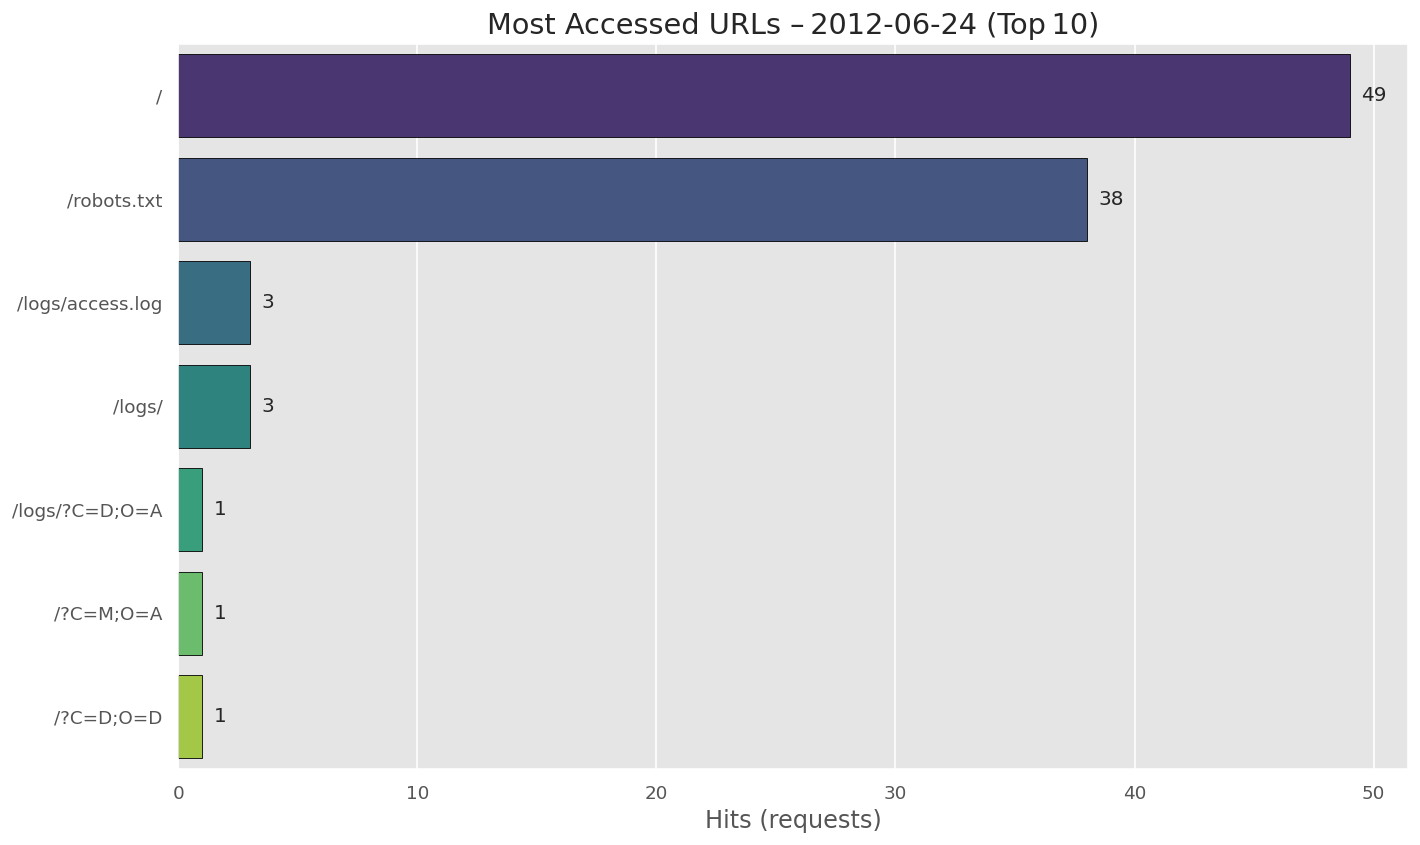 Most Accessed URLs – 2012-06-24 (Top 10)
/ 49
/robots.txt 38
/logs/access.log 3
/logs/ 3
/logs/?C=D;O=A 1
/?C=M;O=A 1
/?C=D;O=D 1
0 10 20 30 40 50
Hits (requests)